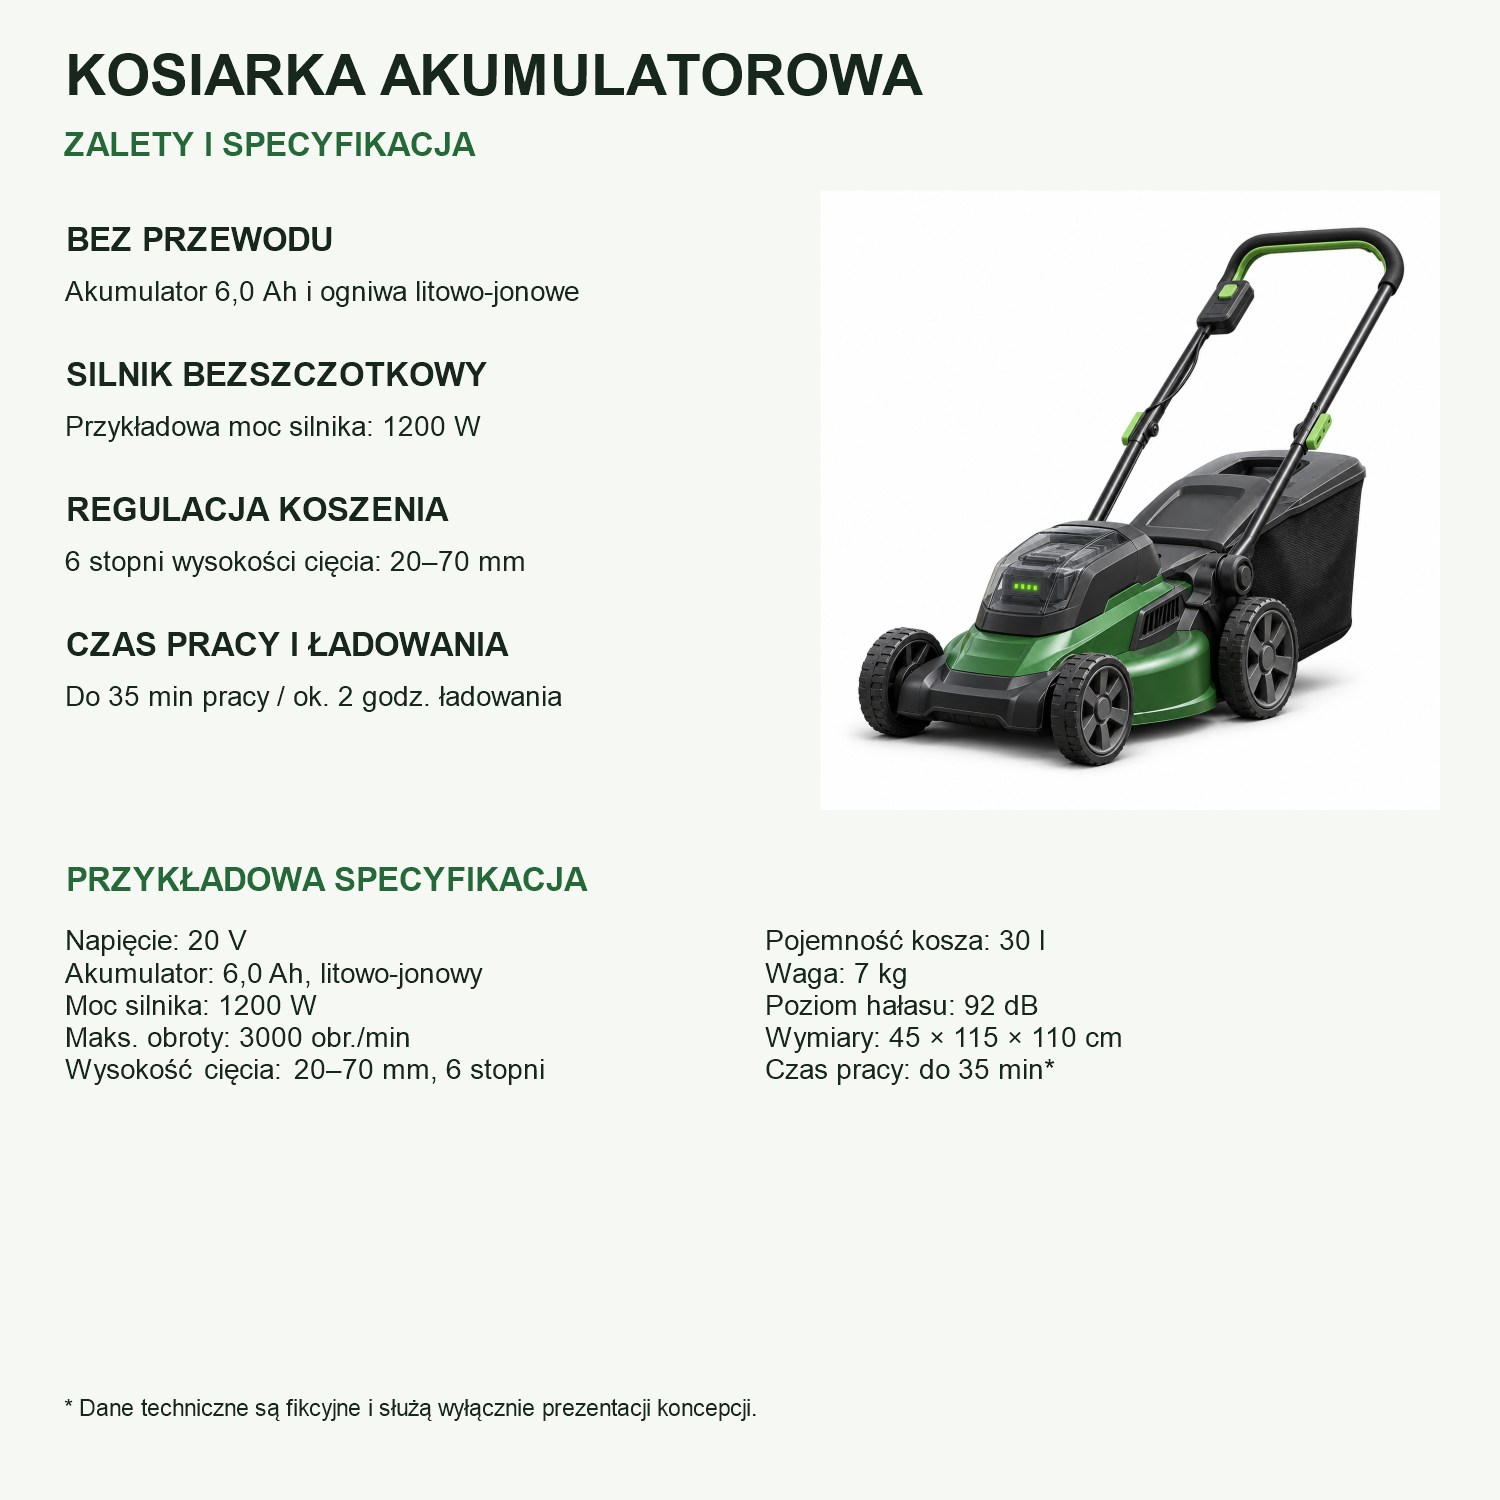 KOSIARKA AKUMULATOROWA
ZALETY I SPECYFIKACJA
BEZ PRZEWODU
Akumulator 6,0 Ah i ogniwa litowo-jonowe
SILNIK BEZSZCZOTKOWY
Przykładowa moc silnika: 1200 W
REGULACJA KOSZENIA
6 stopni wysokości cięcia: 20–70 mm
CZAS PRACY I ŁADOWANIA
Do 35 min pracy / ok. 2 godz. ładowania
PRZYKŁADOWA SPECYFIKACJA
Napięcie: 20 V
Akumulator: 6,0 Ah, litowo-jonowy
Moc silnika: 1200 W
Maks. obroty: 3000 obr./min
Wysokość cięcia: 20–70 mm, 6 stopni
Pojemność kosza: 30 l
Waga: 7 kg
Poziom hałasu: 92 dB
Wymiary: 45 × 115 × 110 cm
Czas pracy: do 35 min*
* Dane techniczne są fikcyjne i służą wyłącznie prezentacji koncepcji.